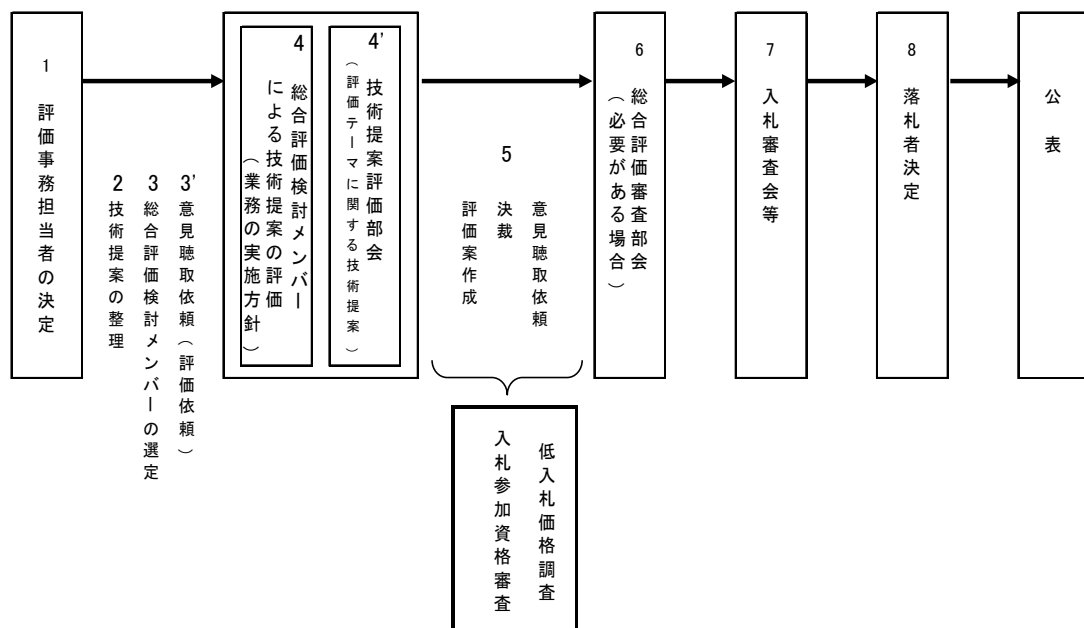 1 評価事務担当者の決定
2 技術提案の整理
3 総合評価検討メンバーの選定
3' 意見聴取依頼(評価依頼)
4 総合評価検討メンバー
による技術提案の評価
(業務の実施方針)
4' 技術提案評価部会
(評価テーマに関する技術提案)
5
意見聴取依頼
決裁
評価案作成
低入札価格調査
入札参加資格審査
6 総合評価審査部会
(必要がある場合)
7 入札審査会等
8 落札者決定
公表